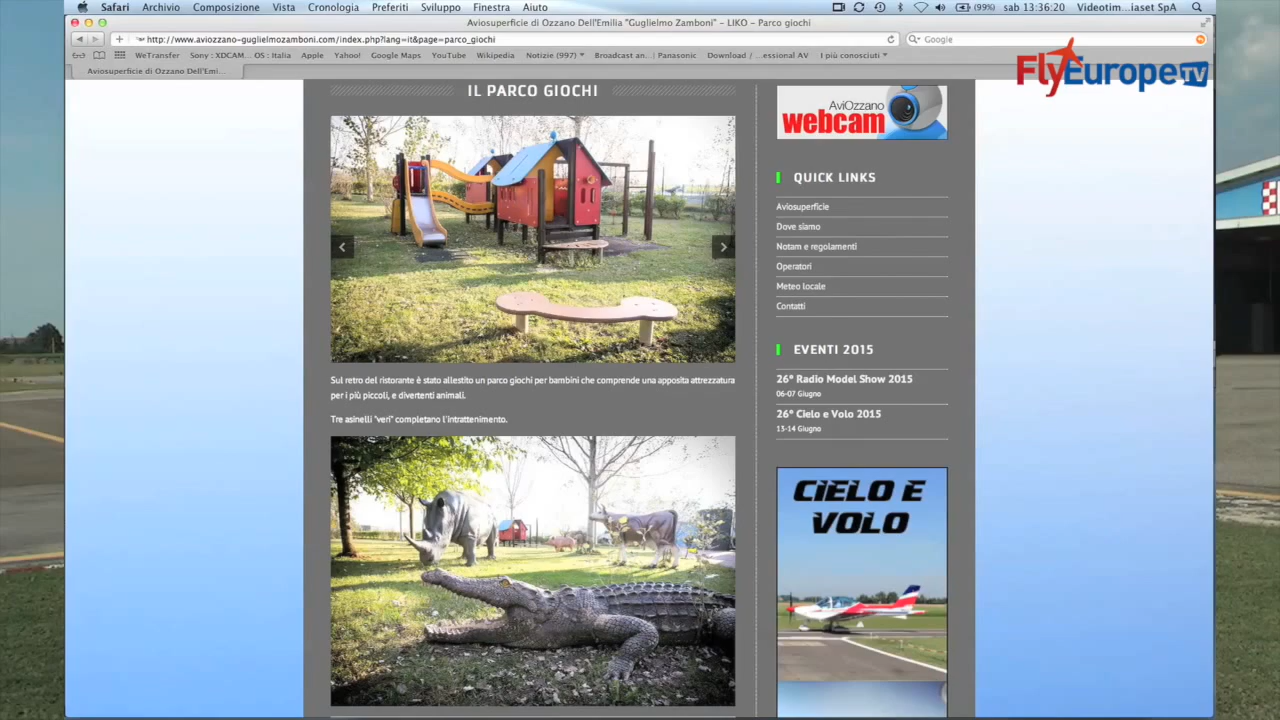 Safari Archivio Composizione Vista Cronologia Preferiti Sviluppo Finestra Aiuto (99%) sab 13:36:20 Videotim...iaset SpA
Aviosuperficie di Ozzano Dell'Emilia "Guglielmo Zamboni" – LIKO – Parco giochi
http://www.aviozzano-guglielmozamboni.com/index.php?lang=it&page=parco_giochi
Google
WeTransfer Sony : XDCAM... OS : Italia Apple Yahoo! Google Maps YouTube Wikipedia Notizie (997) Broadcast an... | Panasonic Download /...essional AV I più conosciuti
Aviosuperficie di Ozzano Dell'Emi...
FlyEurope TV
IL PARCO GIOCHI
Sul retro del ristorante è stato allestito un parco giochi per bambini che comprende una apposita attrezzatura
per i più piccoli, e divertenti animali.
Tre asinelli "veri" completano l'intrattenimento.
AviOzzano
webcam
QUICK LINKS
Aviosuperficie
Dove siamo
Notam e regolamenti
Operatori
Meteo locale
Contatti
EVENTI 2015
26° Radio Model Show 2015
06-07 Giugno
26° Cielo e Volo 2015
13-14 Giugno
CIELO E
VOLO